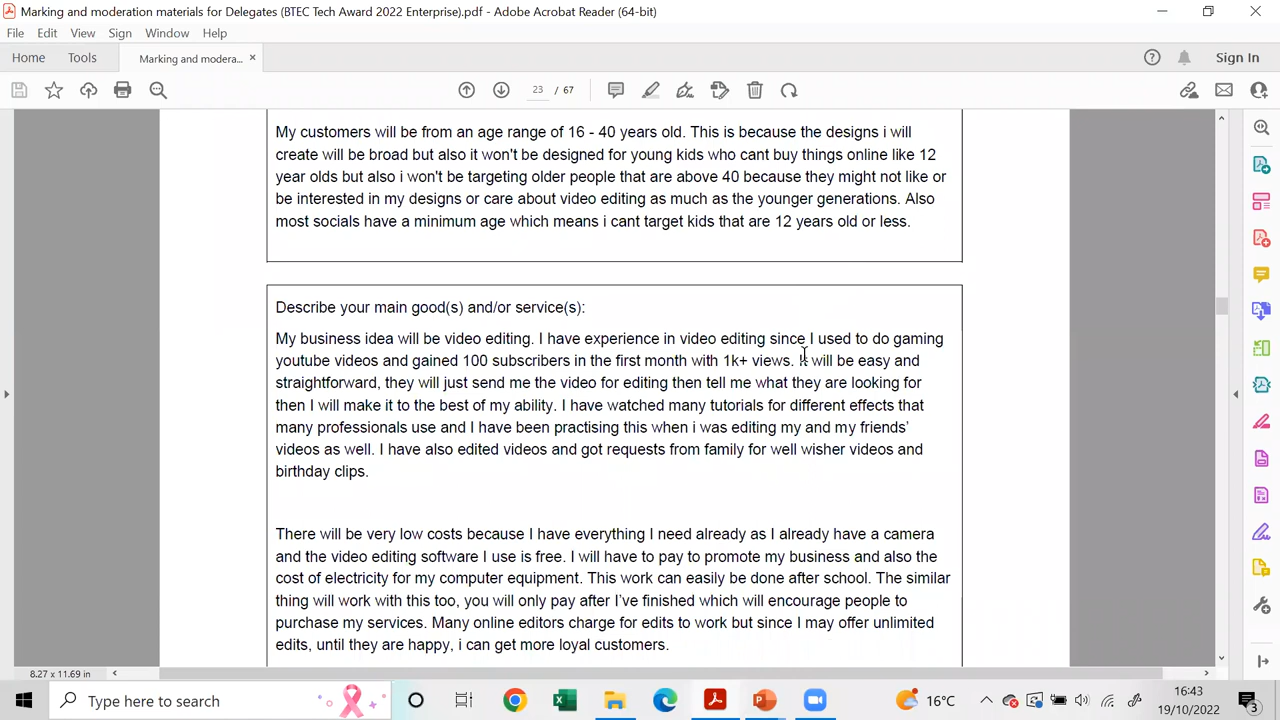 Marking and moderation materials for Delegates (BTEC Tech Award 2022 Enterprise).pdf - Adobe Acrobat Reader (64-bit)
File Edit View Sign Window Help
Home Tools Marking and modera... × Sign In
23 / 67
My customers will be from an age range of 16 - 40 years old. This is because the designs i will
create will be broad but also it won't be designed for young kids who cant buy things online like 12
year olds but also i won't be targeting older people that are above 40 because they might not like or
be interested in my designs or care about video editing as much as the younger generations. Also
most socials have a minimum age which means i cant target kids that are 12 years old or less.
Describe your main good(s) and/or service(s):
My business idea will be video editing. I have experience in video editing since I used to do gaming
youtube videos and gained 100 subscribers in the first month with 1k+ views. It will be easy and
straightforward, they will just send me the video for editing then tell me what they are looking for
then I will make it to the best of my ability. I have watched many tutorials for different effects that
many professionals use and I have been practising this when i was editing my and my friends’
videos as well. I have also edited videos and got requests from family for well wisher videos and
birthday clips.
There will be very low costs because I have everything I need already as I already have a camera
and the video editing software I use is free. I will have to pay to promote my business and also the
cost of electricity for my computer equipment. This work can easily be done after school. The similar
thing will work with this too, you will only pay after I’ve finished which will encourage people to
purchase my services. Many online editors charge for edits to work but since I may offer unlimited
edits, until they are happy, i can get more loyal customers.
8.27 x 11.69 in
Type here to search
16°C
16:43
19/10/2022
3